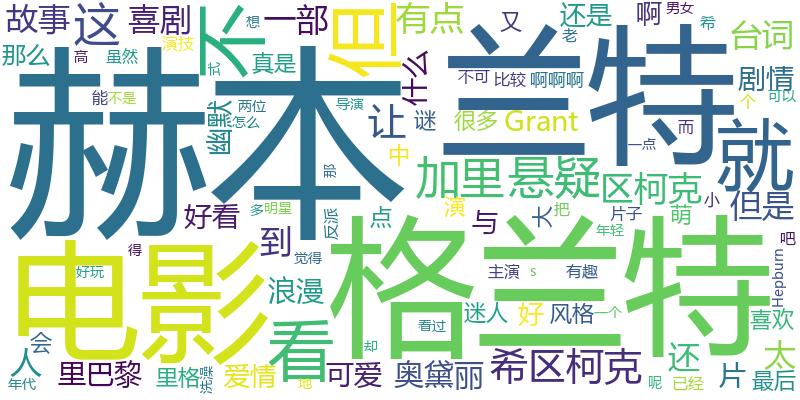 故事
这
喜剧
不
想
一部
但
有点
又
还是
啊
男女
希
那么
演技
高
虽然
式
真是
什么
老
台词
不可
比较
啊啊啊
剧情
能
不是
幽默
两位
怎么
导演
让
谜
很多
Grant
个
可以
而
一点
赫本
兰特
就
中
加里
悬疑
区柯克
那
好看
多
明星
到
反派
点
演
与
大
把
片子
萌
小
但是
年轻
吧
得
觉得
电影
格兰特
好玩
浪漫
看
主演
s
有趣
Hepburn
看过
迷人
好
风格
一个
喜欢
会
人
年代
里巴黎
里格
洗澡
爱情
地
可爱
却
奥黛丽
希区柯克
还
呢
已经
片
太
最后